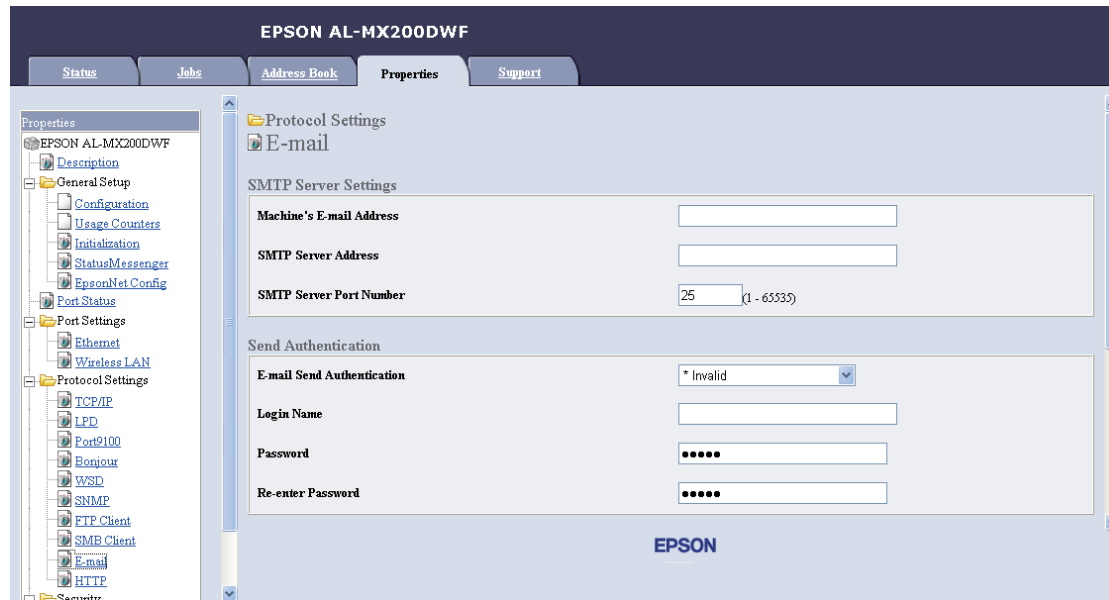 EPSON AL-MX200DWF
Status
Jobs
Address Book
Properties
Support
Properties
EPSON AL-MX200DWF
Description
General Setup
Configuration
Usage Counters
Initialization
StatusMessenger
EpsonNet Config
Port Status
Port Settings
Ethernet
Wireless LAN
Protocol Settings
TCP/IP
LPD
Port9100
Bonjour
WSD
SNMP
FTP Client
SMB Client
E-mail
HTTP
Security
Protocol Settings
E-mail
SMTP Server Settings
Machine's E-mail Address
SMTP Server Address
SMTP Server Port Number 25 (1 - 65535)
Send Authentication
E-mail Send Authentication * Invalid
Login Name
Password •••••
Re-enter Password •••••
EPSON